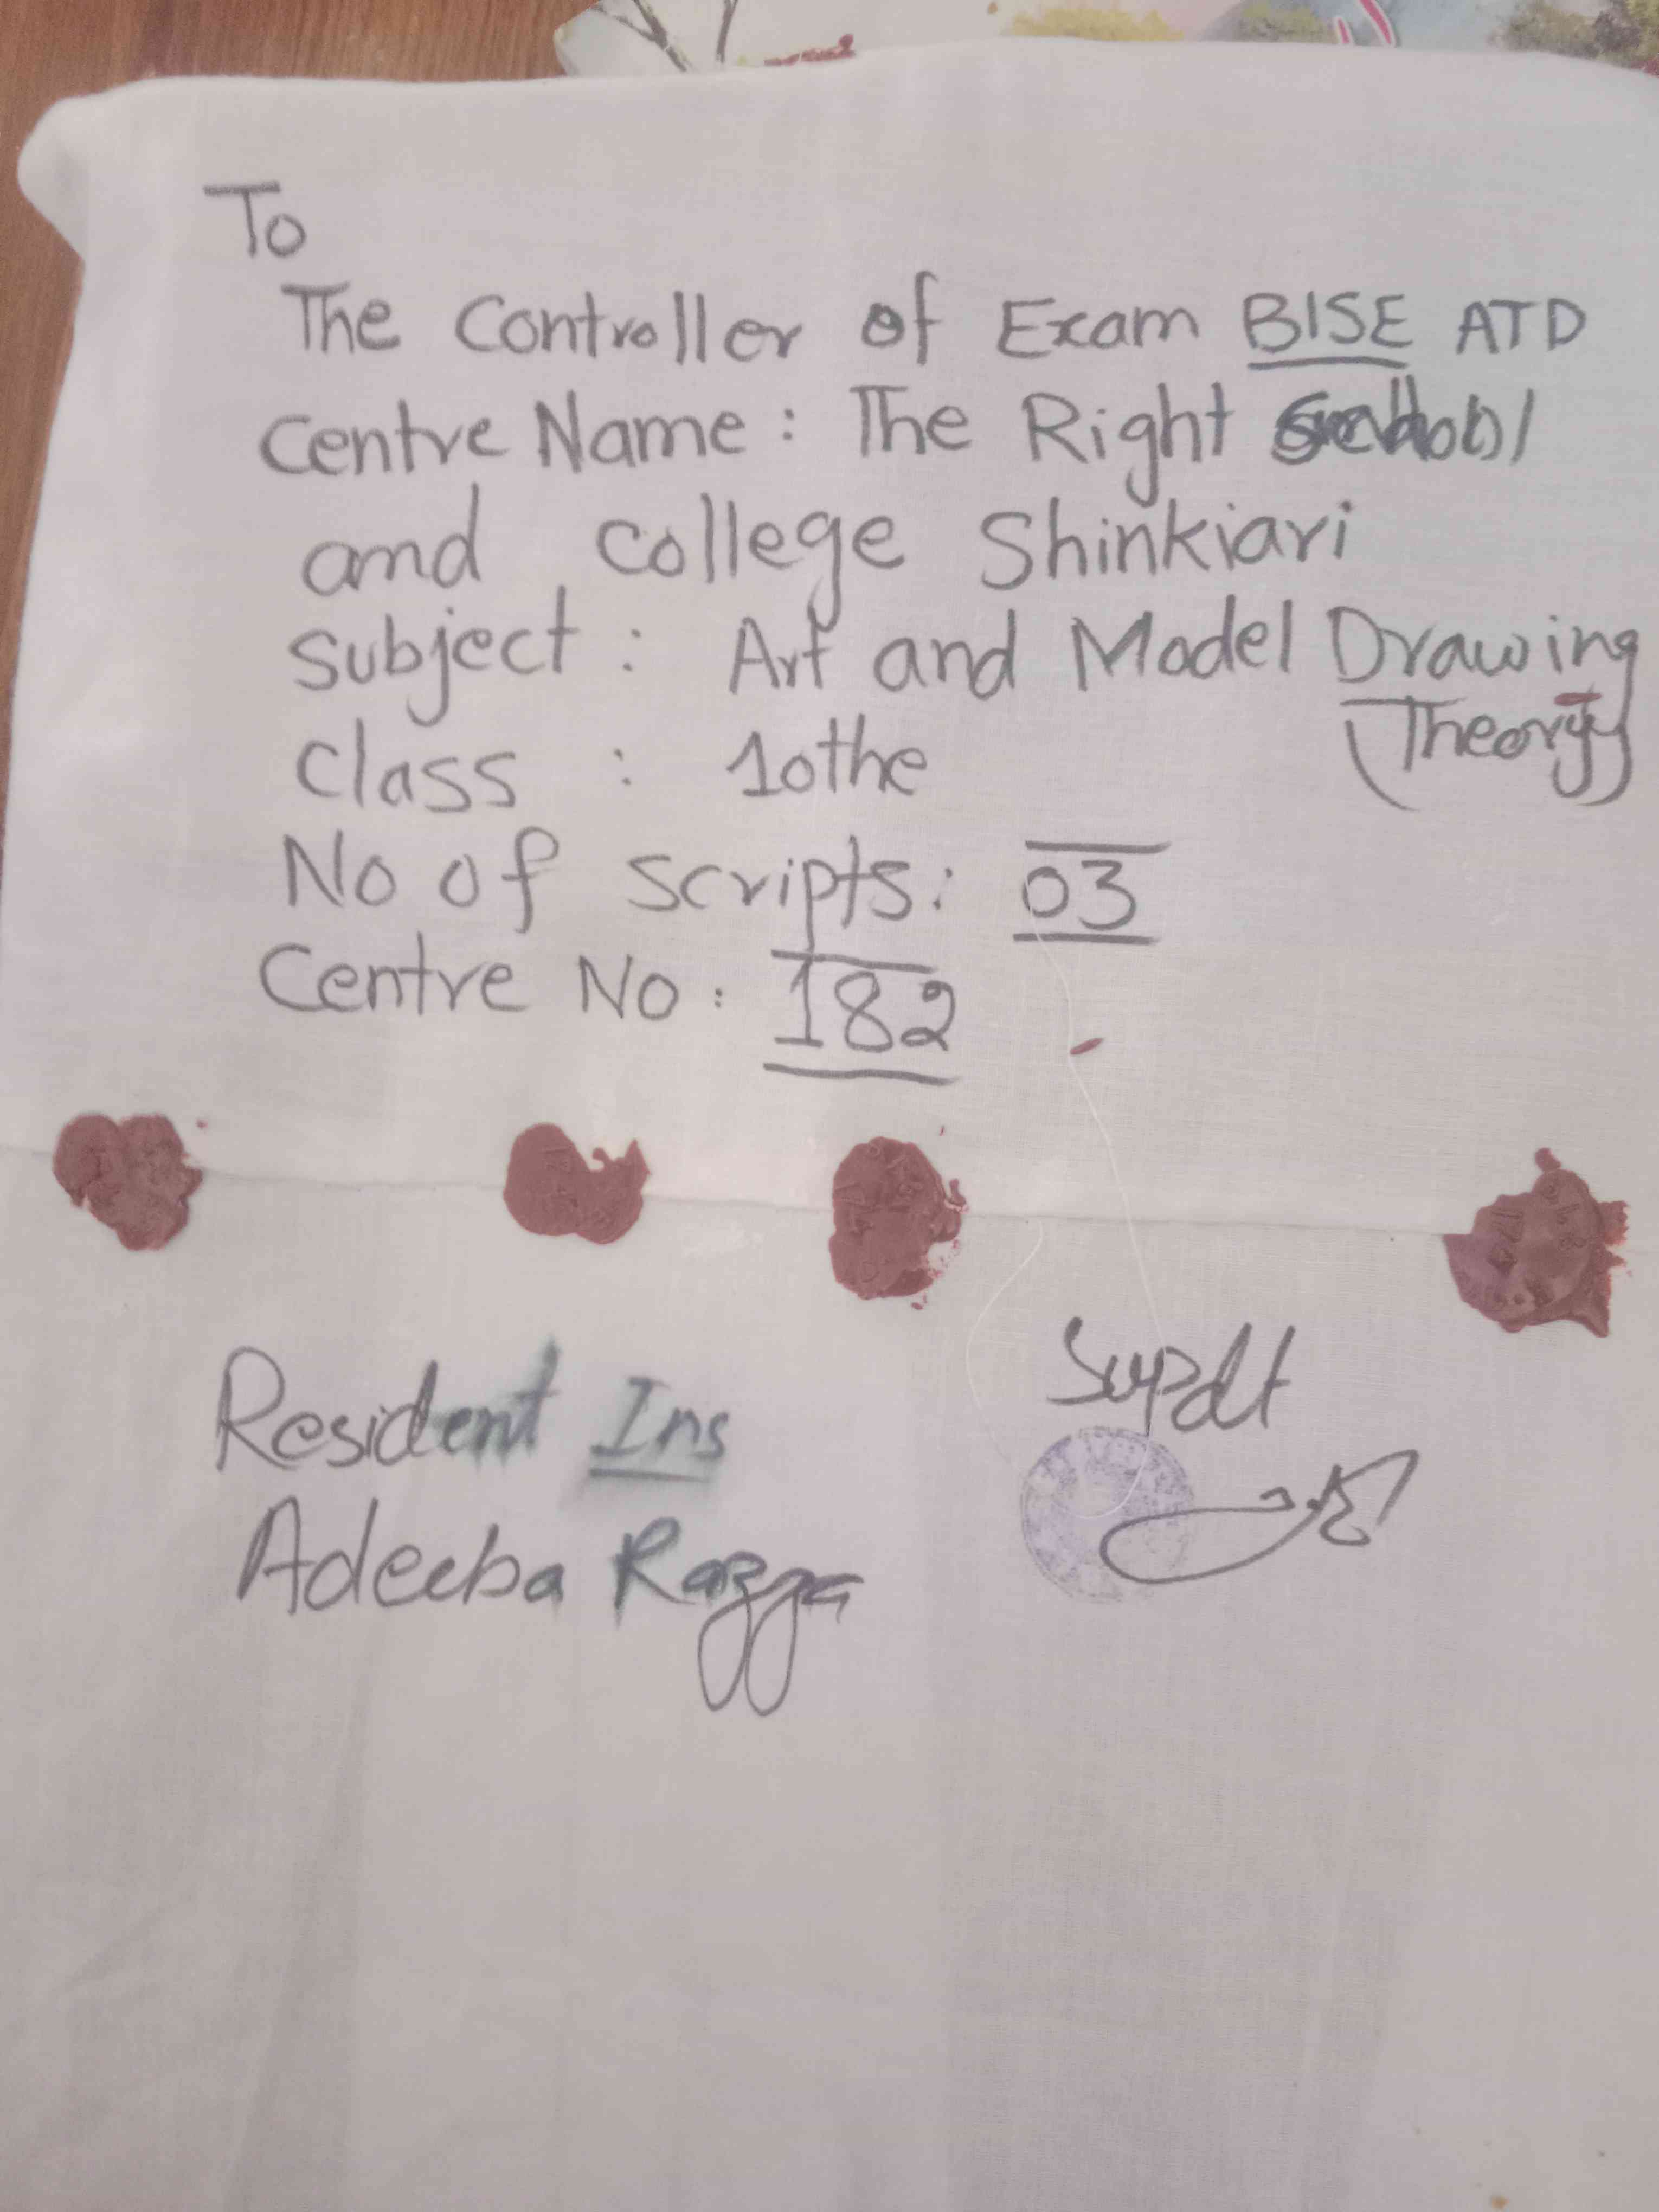 To
The Controller of Exam BISE ATD
Centre Name: The Right School
and college Shinkiari
Subject: Art and Model Drawing
(Theory)
Class : 10the
No of scripts: 03
Centre No: 182
Resident Ins
Supdt
Adeeba Razza